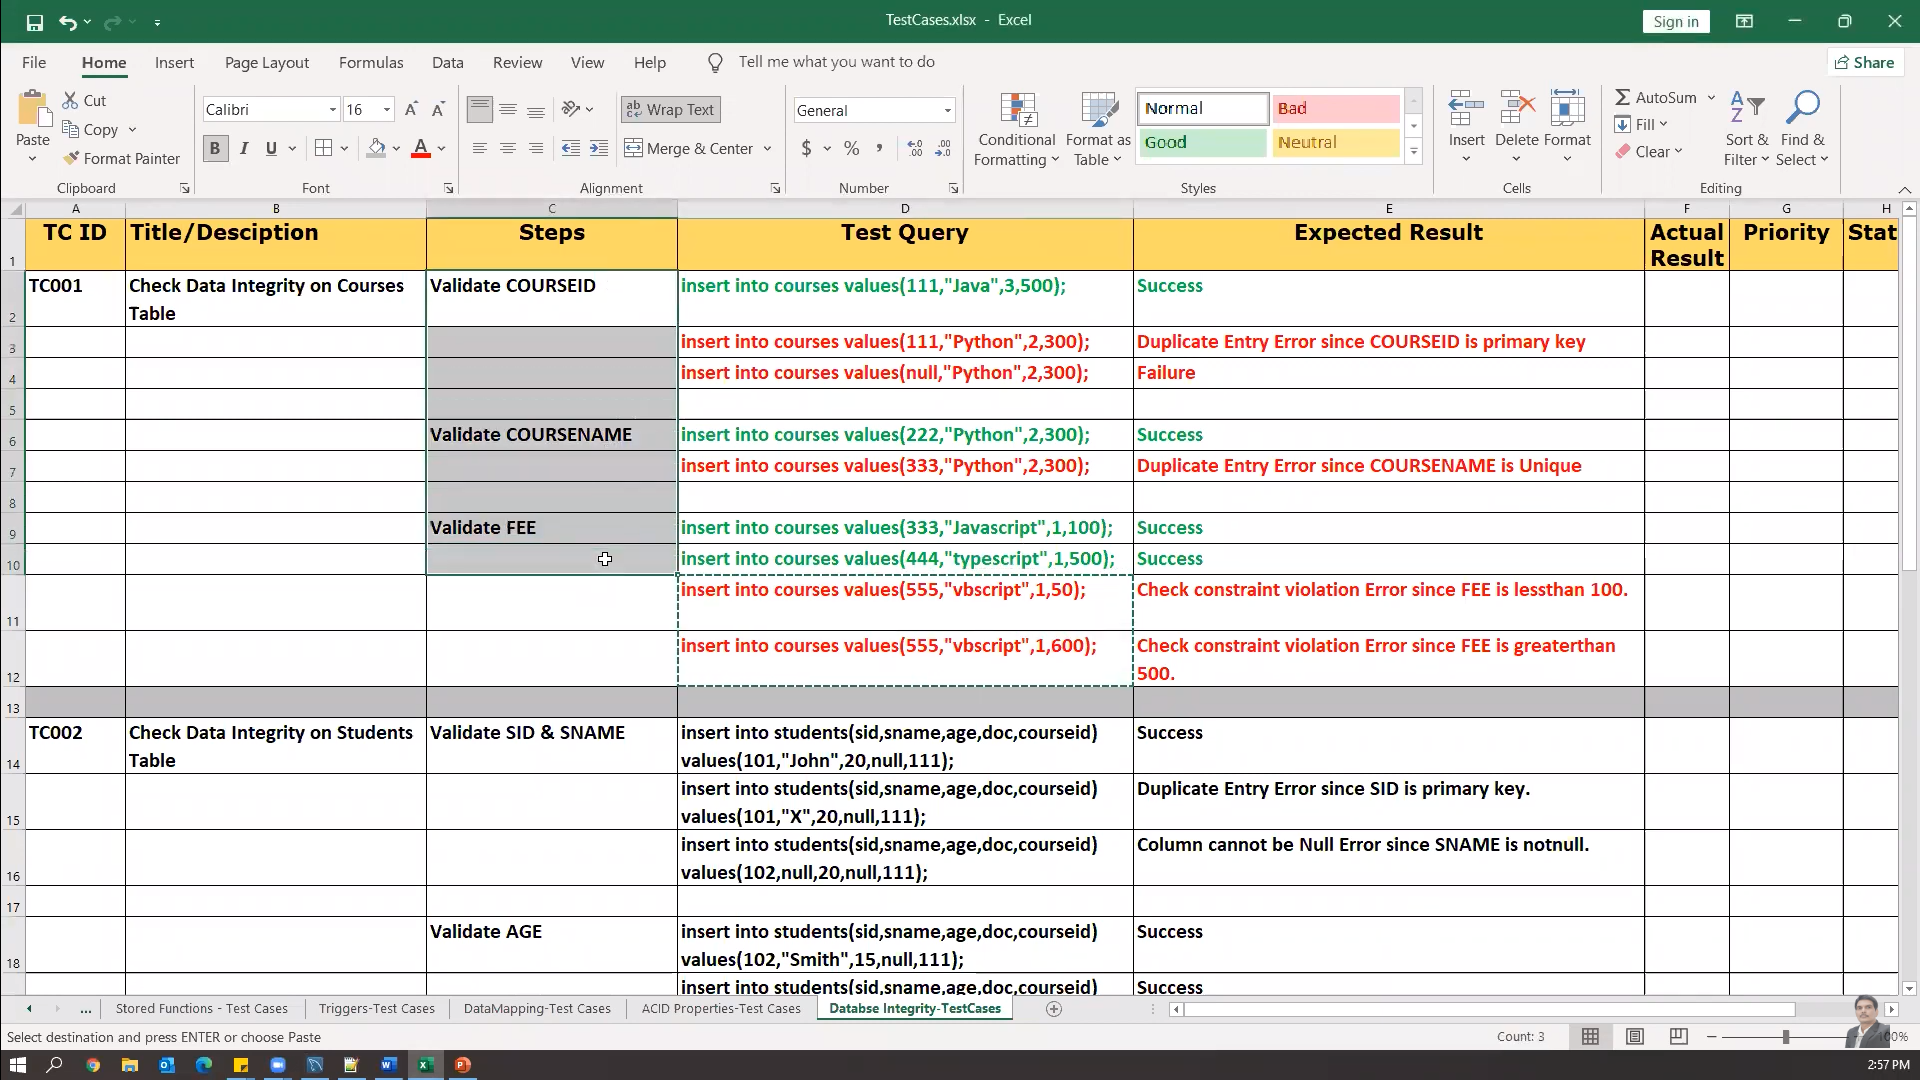 TestCases.xlsx - Excel
Sign in
File Home Insert Page Layout Formulas Data Review View Help Tell me what you want to do Share
Paste
Cut
Copy
Format Painter
Clipboard
Calibri 16
B I U A
Font
ab Wrap Text
Merge & Center
Alignment
General
$ % ,
Number
Conditional Formatting
Format as Table
Normal Bad
Good Neutral
Styles
Insert Delete Format
Cells
AutoSum
Fill
Clear
Sort & Filter
Find & Select
Editing
A B C D E F G H
1 TC ID Title/Desciption Steps Test Query Expected Result Actual Result Priority Stat
2 TC001 Check Data Integrity on Courses Table Validate COURSEID insert into courses values(111,"Java",3,500); Success
3 insert into courses values(111,"Python",2,300); Duplicate Entry Error since COURSEID is primary key
4 insert into courses values(null,"Python",2,300); Failure
5
6 Validate COURSENAME insert into courses values(222,"Python",2,300); Success
7 insert into courses values(333,"Python",2,300); Duplicate Entry Error since COURSENAME is Unique
8
9 Validate FEE insert into courses values(333,"Javascript",1,100); Success
10 insert into courses values(444,"typescript",1,500); Success
11 insert into courses values(555,"vbscript",1,50); Check constraint violation Error since FEE is lessthan 100.
12 insert into courses values(555,"vbscript",1,600); Check constraint violation Error since FEE is greaterthan 500.
13
14 TC002 Check Data Integrity on Students Table Validate SID & SNAME insert into students(sid,sname,age,doc,courseid) values(101,"John",20,null,111); Success
15 insert into students(sid,sname,age,doc,courseid) values(101,"X",20,null,111); Duplicate Entry Error since SID is primary key.
16 insert into students(sid,sname,age,doc,courseid) values(102,null,20,null,111); Column cannot be Null Error since SNAME is notnull.
17
18 Validate AGE insert into students(sid,sname,age,doc,courseid) values(102,"Smith",15,null,111); Success
insert into students(sid,sname,age,doc,courseid) Success
... Stored Functions - Test Cases Triggers-Test Cases DataMapping-Test Cases ACID Properties-Test Cases Databse Integrity-TestCases
Select destination and press ENTER or choose Paste Count: 3
2:57 PM